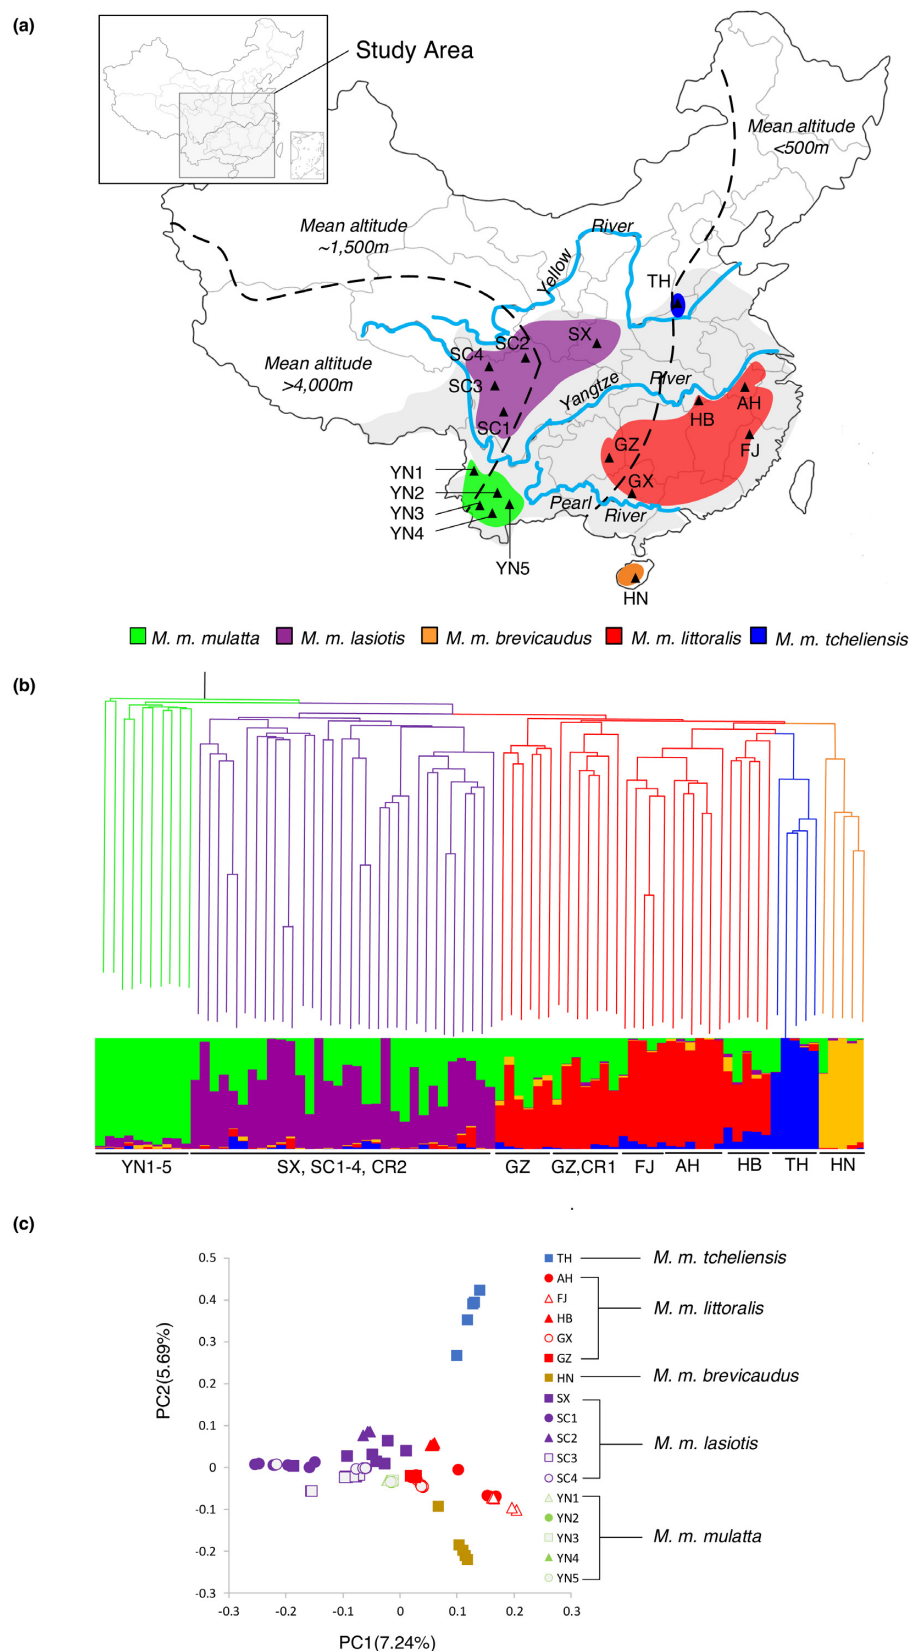 (a)
Study Area
Mean altitude
<500m
Mean altitude
~1,500m
River
Yellow
TH
Mean altitude
>4,000m
SC4
SC2
SX
SC3
SC1
Yangtze
River
HB
AH
FJ
GZ
GX
Pearl
River
YN1
YN2
YN3
YN4
YN5
HN
M. m. mulatta
M. m. lasiotis
M. m. brevicaudus
M. m. littoralis
M. m. tcheliensis
(b)
YN1-5
SX, SC1-4, CR2
GZ
GZ,CR1
FJ
AH
HB
TH
HN
(c)
PC2(5.69%)
0.5
0.4
0.3
0.2
0.1
0
-0.1
-0.2
-0.3
-0.3
-0.2
-0.1
0
0.1
0.2
0.3
PC1(7.24%)
TH
AH
FJ
HB
GX
GZ
HN
SX
SC1
SC2
SC3
SC4
YN1
YN2
YN3
YN4
YN5
M. m. tcheliensis
M. m. littoralis
M. m. brevicaudus
M. m. lasiotis
M. m. mulatta